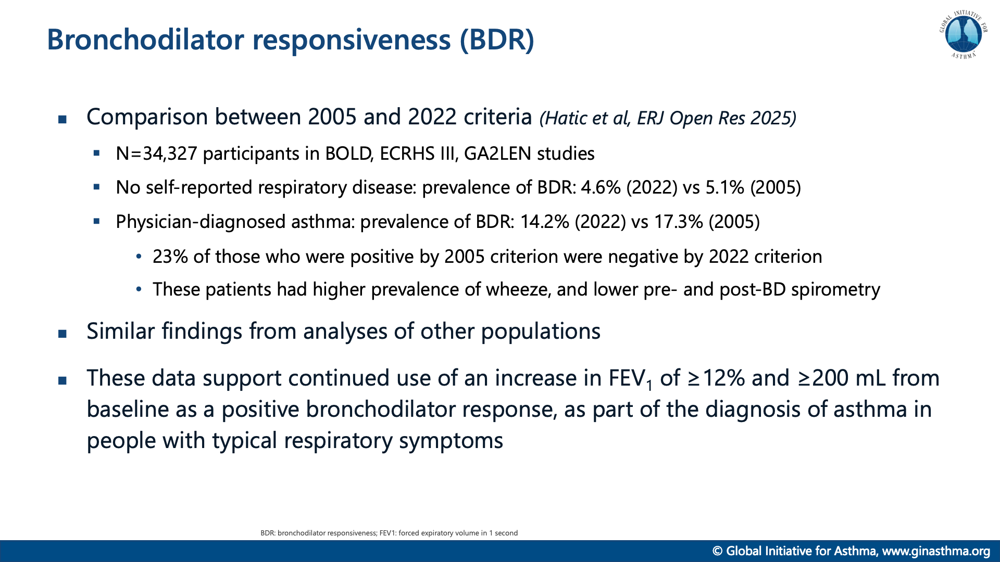 Bronchodilator responsiveness (BDR)
GLOBAL INITIATIVE FOR
ASTHMA
▪ Comparison between 2005 and 2022 criteria (Hatic et al, ERJ Open Res 2025)
▪ N=34,327 participants in BOLD, ECRHS III, GA2LEN studies
▪ No self-reported respiratory disease: prevalence of BDR: 4.6% (2022) vs 5.1% (2005)
▪ Physician-diagnosed asthma: prevalence of BDR: 14.2% (2022) vs 17.3% (2005)
• 23% of those who were positive by 2005 criterion were negative by 2022 criterion
• These patients had higher prevalence of wheeze, and lower pre- and post-BD spirometry
▪ Similar findings from analyses of other populations
▪ These data support continued use of an increase in FEV₁ of ≥12% and ≥200 mL from
baseline as a positive bronchodilator response, as part of the diagnosis of asthma in
people with typical respiratory symptoms
BDR: bronchodilator responsiveness; FEV1: forced expiratory volume in 1 second
© Global Initiative for Asthma, www.ginasthma.org